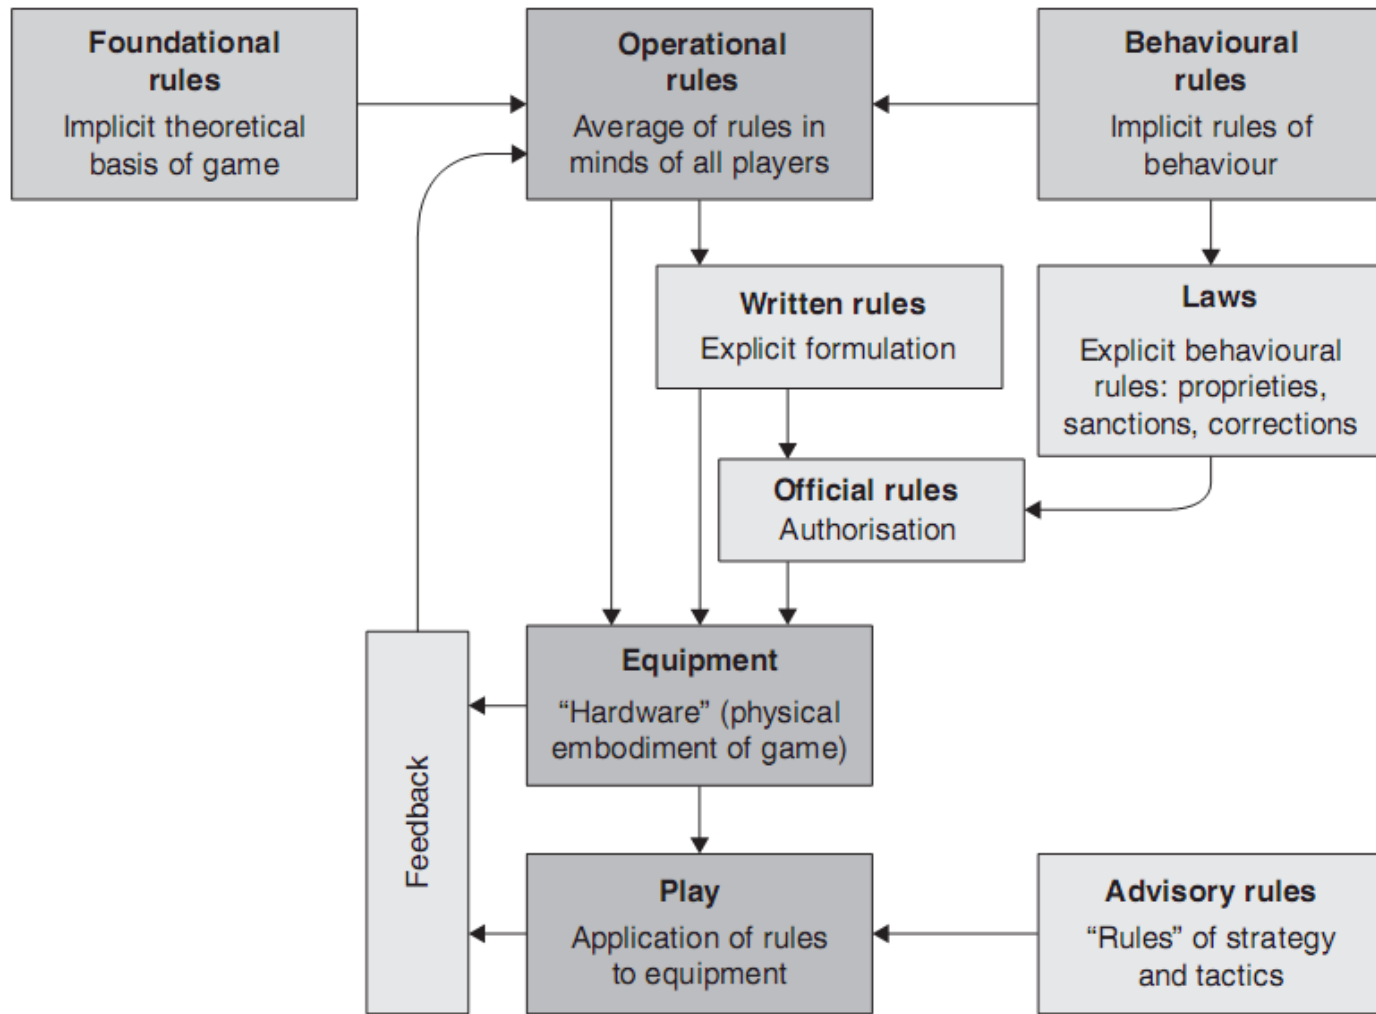 Foundational
rules
Implicit theoretical
basis of game
Operational
rules
Average of rules in
minds of all players
Behavioural
rules
Implicit rules of
behaviour
Written rules
Explicit formulation
Laws
Explicit behavioural
rules: proprieties,
sanctions, corrections
Official rules
Authorisation
Equipment
“Hardware” (physical
embodiment of game)
Feedback
Play
Application of rules
to equipment
Advisory rules
“Rules” of strategy
and tactics